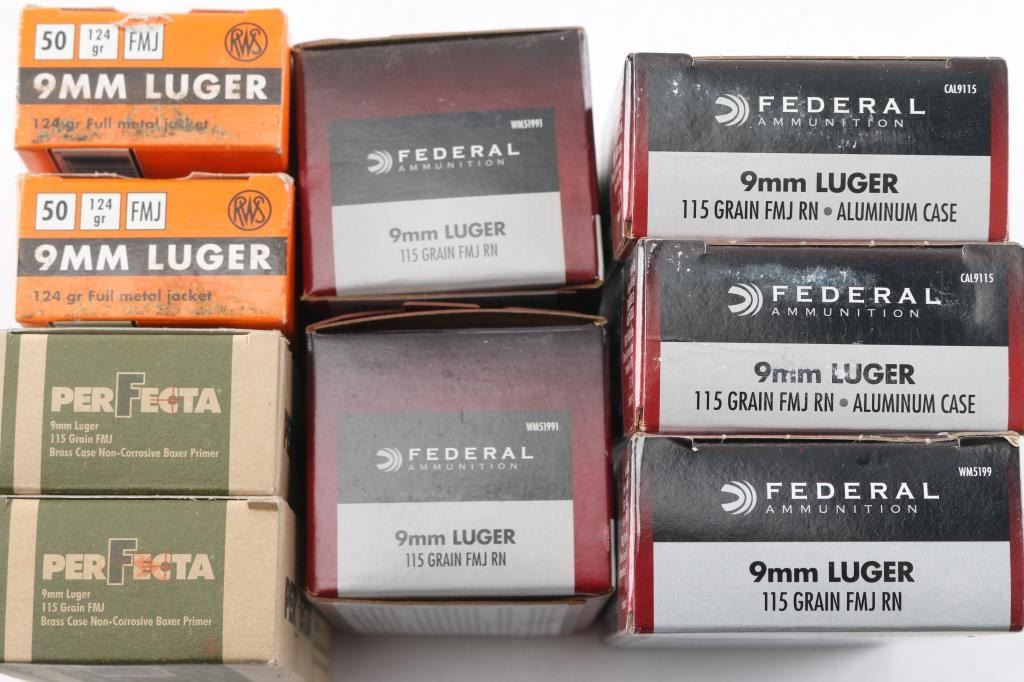 50 124 gr FMJ RWS
9MM LUGER
124 gr Full metal jacket
50 124 gr FMJ RWS
9MM LUGER
124 gr Full metal jacket
PERFECTA
9mm Luger
115 Grain FMJ
Brass Case Non-Corrosive Boxer Primer
PERFECTA
9mm Luger
115 Grain FMJ
Brass Case Non-Corrosive Boxer Primer
WM51991
FEDERAL
AMMUNITION
9mm LUGER
115 GRAIN FMJ RN
WM51991
FEDERAL
AMMUNITION
9mm LUGER
115 GRAIN FMJ RN
CAL9115
FEDERAL
AMMUNITION
9mm LUGER
115 GRAIN FMJ RN • ALUMINUM CASE
CAL9115
FEDERAL
AMMUNITION
9mm LUGER
115 GRAIN FMJ RN • ALUMINUM CASE
WM5199
FEDERAL
AMMUNITION
9mm LUGER
115 GRAIN FMJ RN